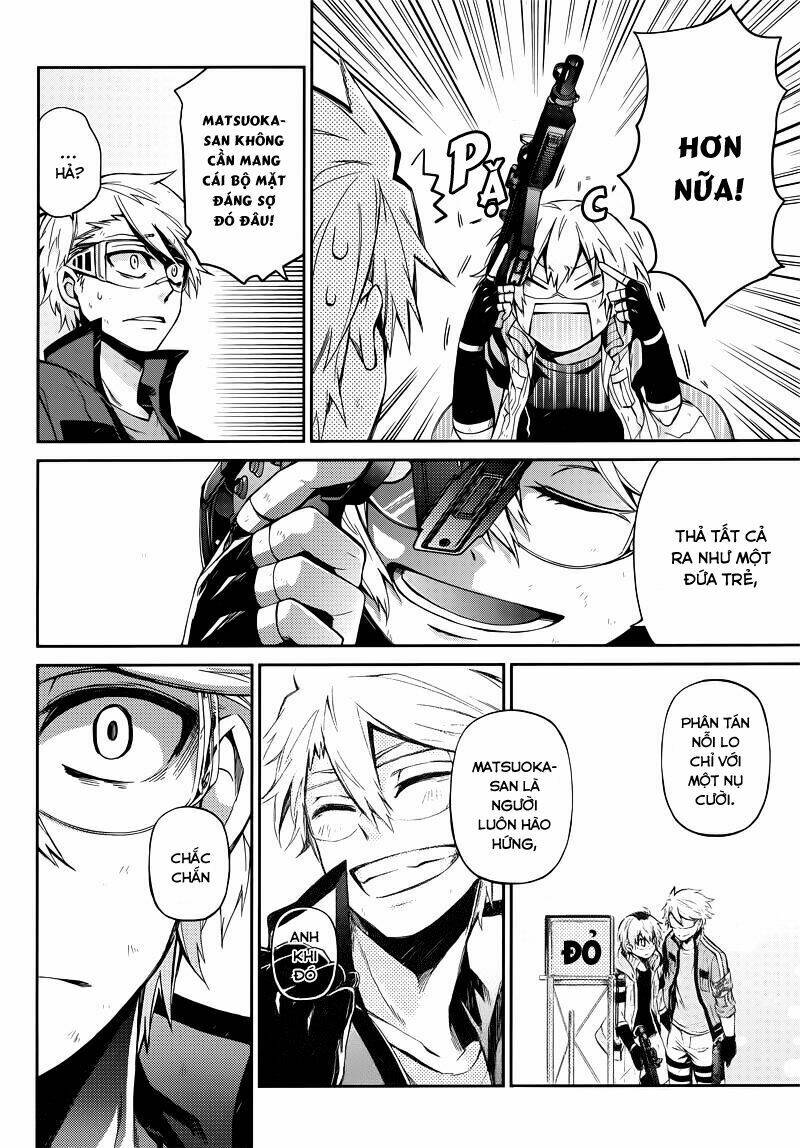 HƠN
NỮA!
PẶC
MATSUOKA-
SAN KHÔNG
CẦN MANG
CÁI BỘ MẶT
ĐÁNG SỢ
ĐÓ ĐÂU!
...
HẢ?
THẢ TẤT CẢ
RA NHƯ MỘT
ĐỨA TRẺ,
PHÂN TÁN
NỖI LO
CHỈ VỚI
MỘT NỤ
CƯỜI.
ĐỎ
MATSUOKA-
SAN LÀ
NGƯỜI
LUÔN HÀO
HỨNG,
ANH
KHI
ĐÓ
CHẮC
CHẮN